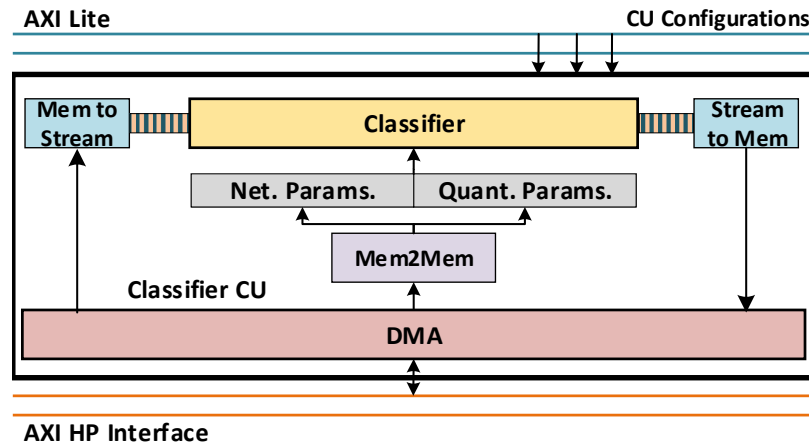 AXI Lite
CU Configurations
Mem to
Stream
Classifier
Stream
to Mem
Net. Params.
Quant. Params.
Mem2Mem
Classifier CU
DMA
AXI HP Interface